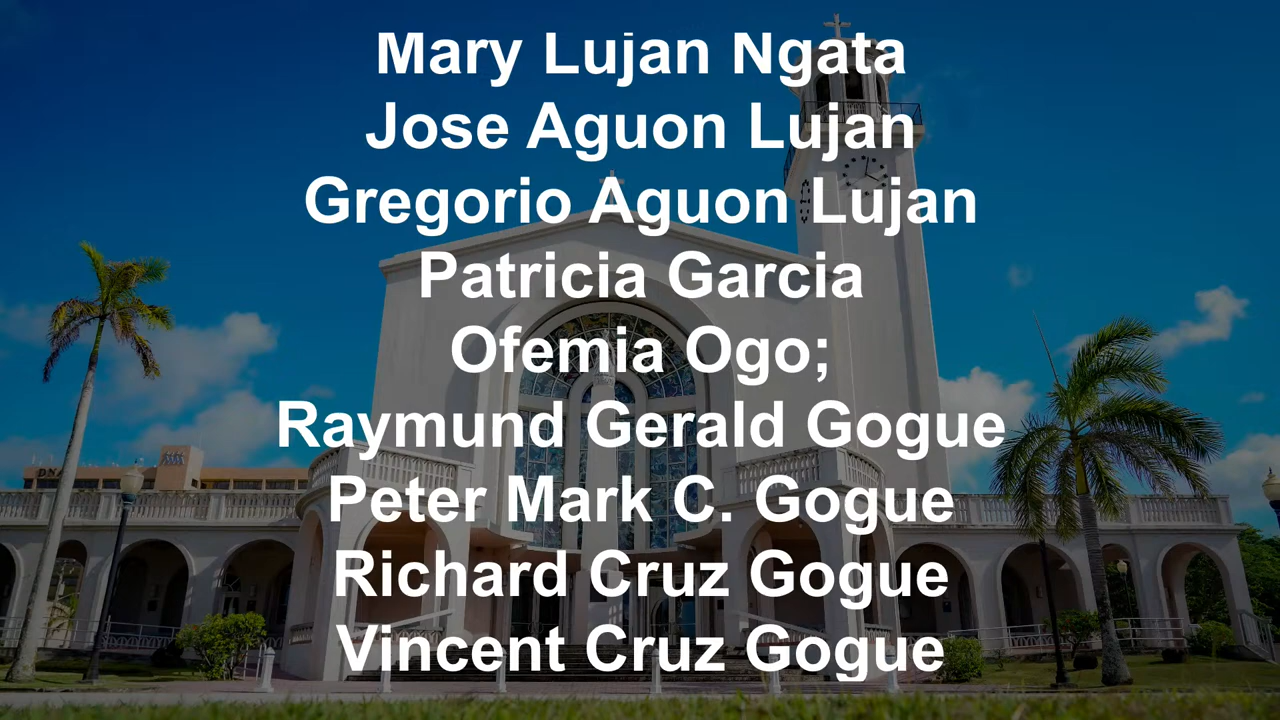 Mary Lujan Ngata
Jose Aguon Lujan
Gregorio Aguon Lujan
Patricia Garcia
Ofemia Ogo;
Raymund Gerald Gogue
Peter Mark C. Gogue
Richard Cruz Gogue
Vincent Cruz Gogue